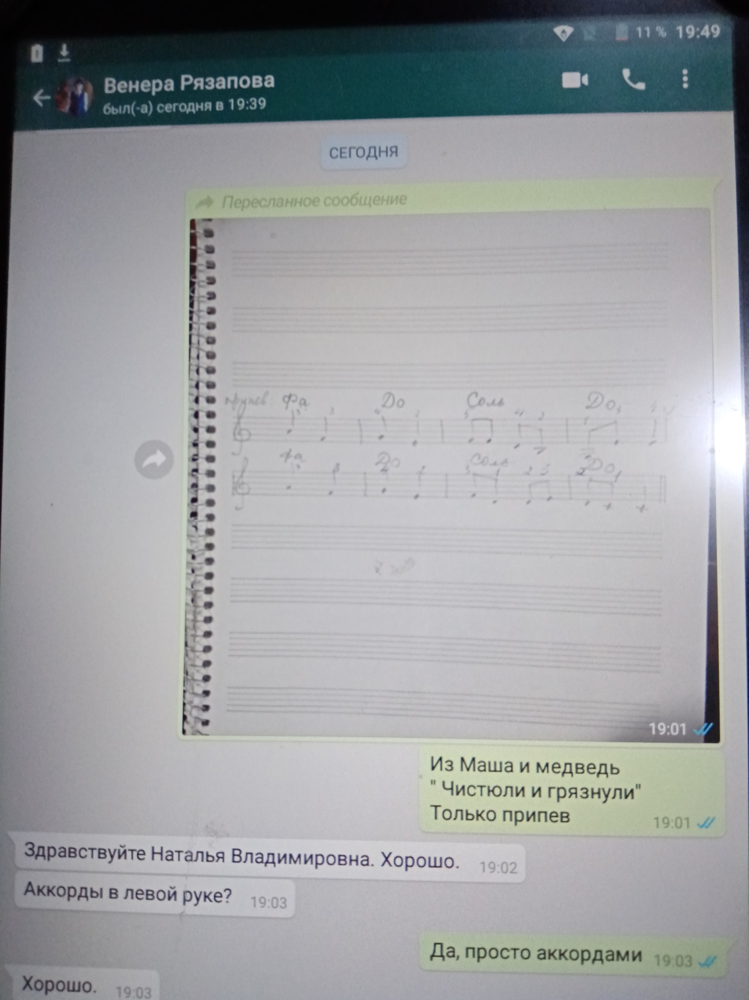 11 % 19:49
Венера Рязапова
был(-а) сегодня в 19:39
СЕГОДНЯ
Пересланное сообщение
припев. Фа До Соль До
Фа До Соль До
19:01
Из Маша и медведь
" Чистюли и грязнули"
Только припев 19:01
Здравствуйте Наталья Владимировна. Хорошо. 19:02
Аккорды в левой руке? 19:03
Да, просто аккордами 19:03
Хорошо. 19:03